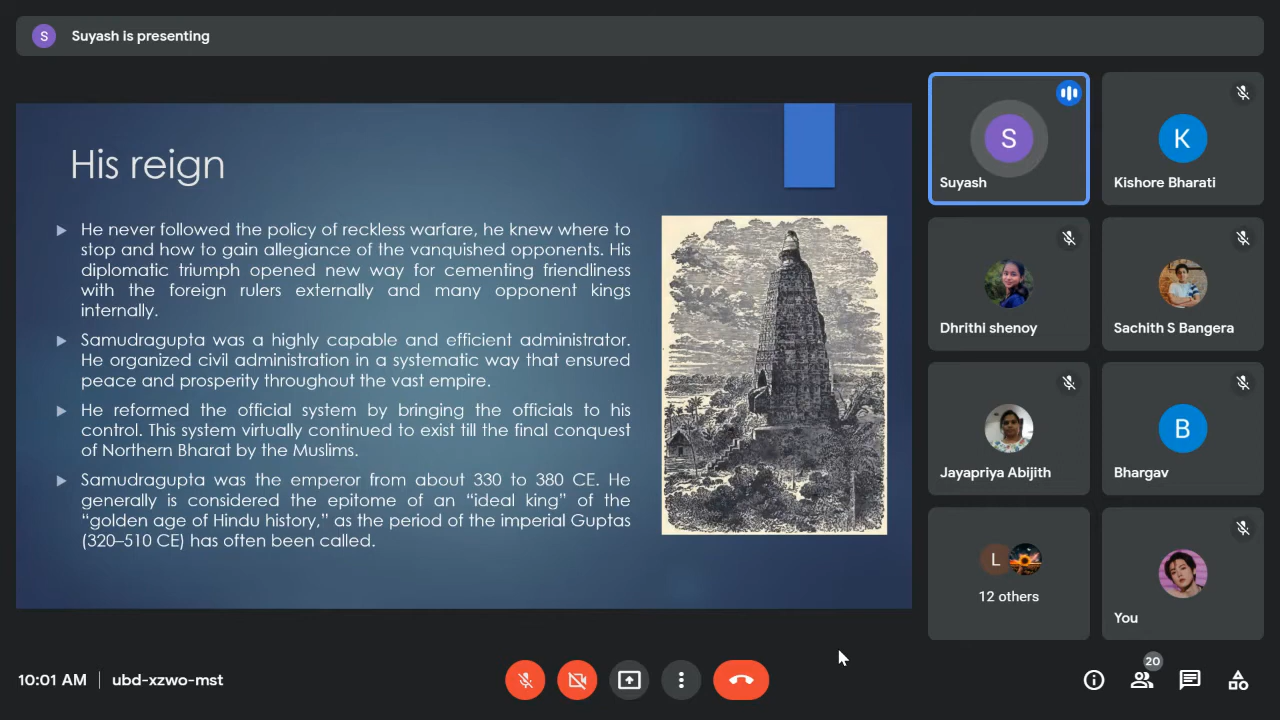 S
Suyash is presenting
His reign
He never followed the policy of reckless warfare, he knew where to
stop and how to gain allegiance of the vanquished opponents. His
diplomatic triumph opened new way for cementing friendliness
with the foreign rulers externally and many opponent kings
internally.
Samudragupta was a highly capable and efficient administrator.
He organized civil administration in a systematic way that ensured
peace and prosperity throughout the vast empire.
He reformed the official system by bringing the officials to his
control. This system virtually continued to exist till the final conquest
of Northern Bharat by the Muslims.
Samudragupta was the emperor from about 330 to 380 CE. He
generally is considered the epitome of an “ideal king” of the
“golden age of Hindu history,” as the period of the imperial Guptas
(320–510 CE) has often been called.
S
Suyash
K
Kishore Bharati
Dhrithi shenoy
Sachith S Bangera
Jayapriya Abijith
B
Bhargav
L
12 others
You
10:01 AM
ubd-xzwo-mst
20